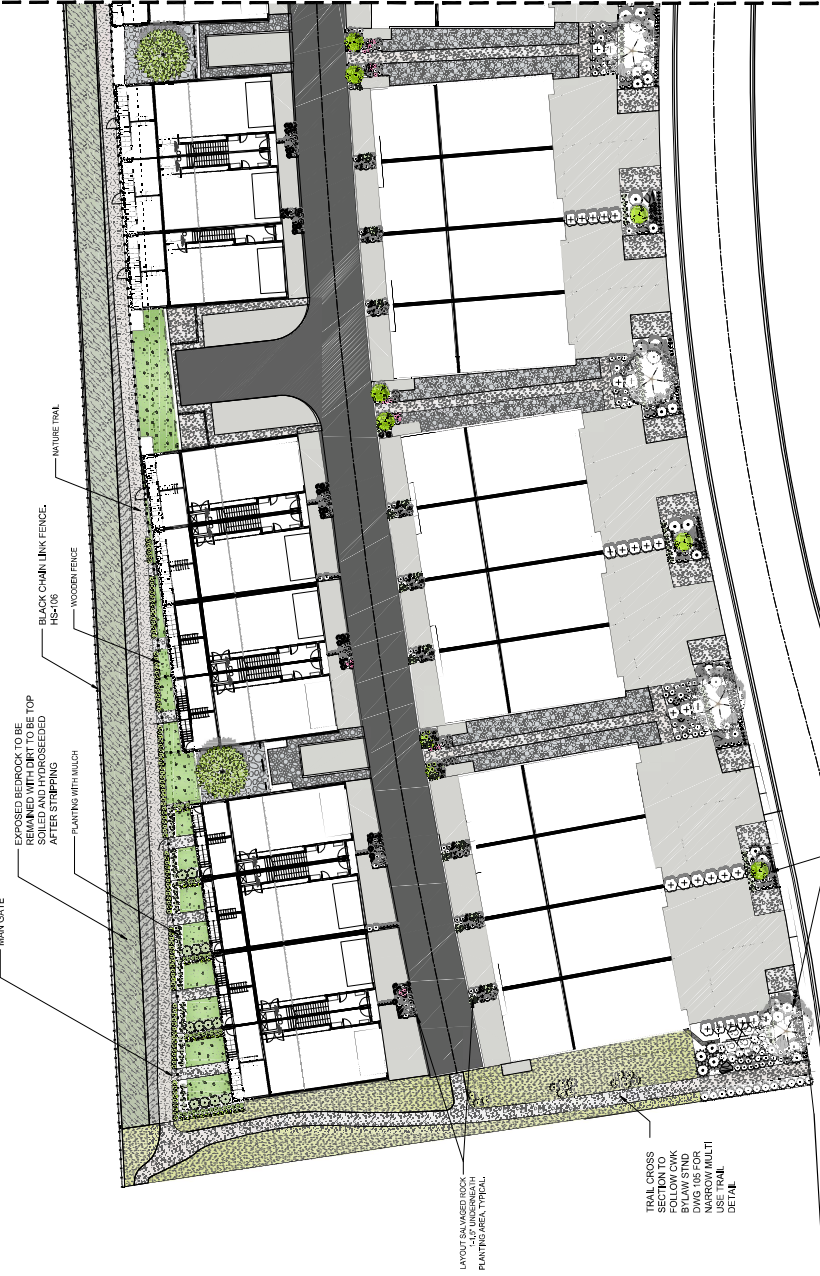 NATURE TRAIL
BLACK CHAIN LINK FENCE.
HS-106
WOODEN FENCE
EXPOSED BEDROCK TO BE
REMAINED WITH DIRT TO BE TOP
SOILED AND HYDROSEEDED
AFTER STRIPPING
PLANTING WITH MULCH
GATE
LAYOUT SALVAGED ROCK
1-1.5' UNDERNEATH
PLANTING AREA, TYPICAL.
TRAIL CROSS
SECTION TO
FOLLOW CWK
BYLAW STND
DWG 105 FOR
NARROW MULTI
USE TRAIL
DETAIL